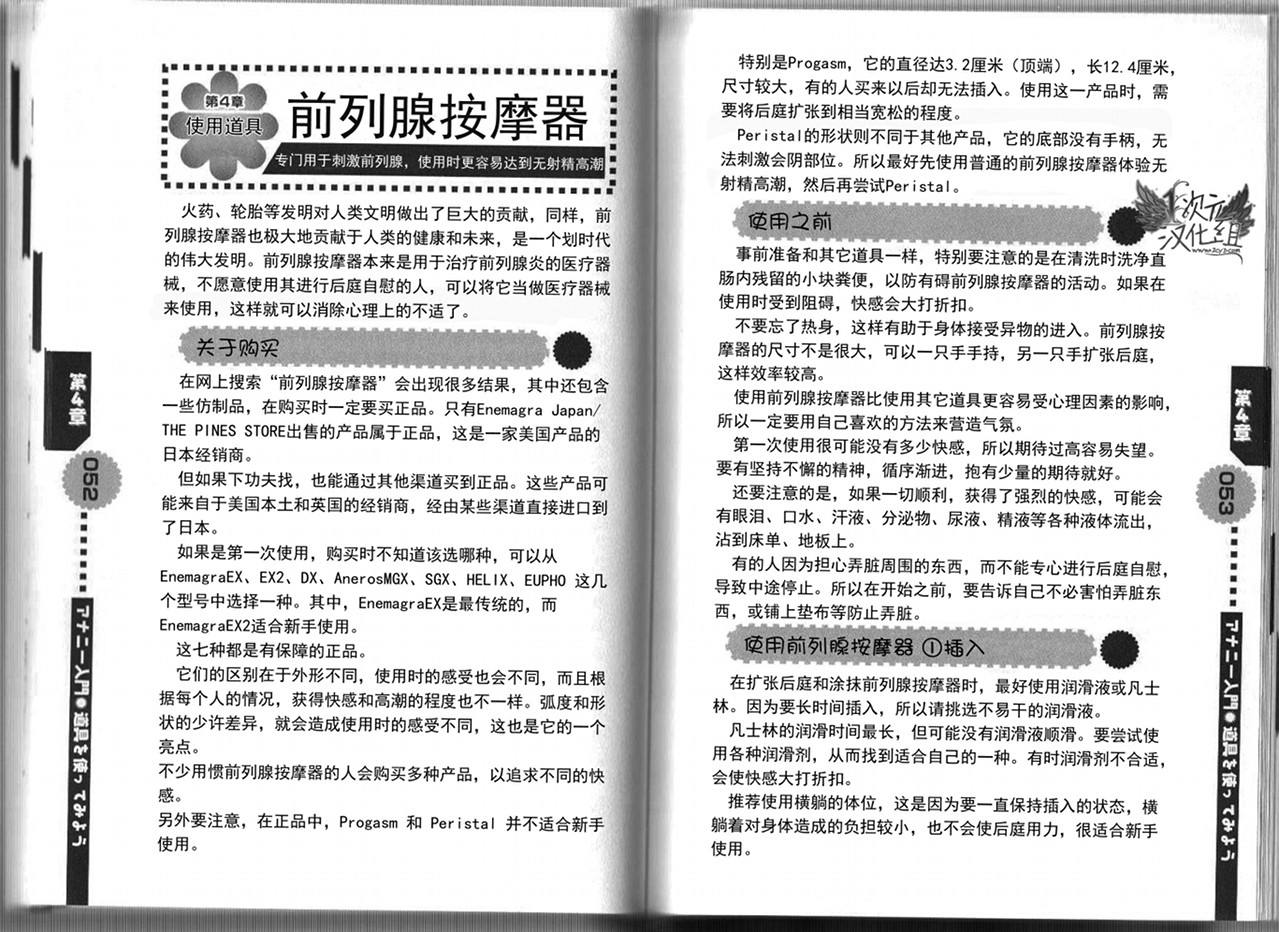 第4章
使用道具
前列腺按摩器
专门用于刺激前列腺，使用时更容易达到无射精高潮
火药、轮胎等发明对人类文明做出了巨大的贡献，同样，前
列腺按摩器也极大地贡献于人类的健康和未来，是一个划时代
的伟大发明。前列腺按摩器本来是用于治疗前列腺炎的医疗器
械，不愿意使用其进行后庭自慰的人，可以将它当做医疗器械
来使用，这样就可以消除心理上的不适了。
关于购买
在网上搜索“前列腺按摩器”会出现很多结果，其中还包含
一些仿制品，在购买时一定要买正品。只有Enemagra Japan/
THE PINES STORE出售的产品属于正品，这是一家美国产品的
日本经销商。
但如果下功夫找，也能通过其他渠道买到正品。这些产品可
能来自于美国本土和英国的经销商，经由某些渠道直接进口到
了日本。
如果是第一次使用，购买时不知道该选哪种，可以从
EnemagraEX、EX2、DX、AnerosMGX、SGX、HELIX、EUPHO 这几
个型号中选择一种。其中，EnemagraEX是最传统的，而
EnemagraEX2适合新手使用。
这七种都是有保障的正品。
它们的区别在于外形不同，使用时的感受也会不同，而且根
据每个人的情况，获得快感和高潮的程度也不一样。弧度和形
状的少许差异，就会造成使用时的感受不同，这也是它的一个
亮点。
不少用惯前列腺按摩器的人会购买多种产品，以追求不同的快
感。
另外要注意，在正品中，Progasm 和 Peristal 并不适合新手
使用。
第4章
052
アナニー入門●道具を使ってみよう
特别是Progasm，它的直径达3.2厘米（顶端），长12.4厘米，
尺寸较大，有的人买来以后却无法插入。使用这一产品时，需
要将后庭扩张到相当宽松的程度。
Peristal的形状则不同于其他产品，它的底部没有手柄，无
法刺激会阴部位。所以最好先使用普通的前列腺按摩器体验无
射精高潮，然后再尝试Peristal。
使用之前
次元
汉化组
事前准备和其它道具一样，特别要注意的是在清洗时洗净直
肠内残留的小块粪便，以防有碍前列腺按摩器的活动。如果在
使用时受到阻碍，快感会大打折扣。
不要忘了热身，这样有助于身体接受异物的进入。前列腺按
摩器的尺寸不是很大，可以一只手手持，另一只手扩张后庭，
这样效率较高。
使用前列腺按摩器比使用其它道具更容易受心理因素的影响，
所以一定要用自己喜欢的方法来营造气氛。
第一次使用很可能没有多少快感，所以期待过高容易失望。
要有坚持不懈的精神，循序渐进，抱有少量的期待就好。
还要注意的是，如果一切顺利，获得了强烈的快感，可能会
有眼泪、口水、汗液、分泌物、尿液、精液等各种液体流出，
沾到床单、地板上。
有的人因为担心弄脏周围的东西，而不能专心进行后庭自慰，
导致中途停止。所以在开始之前，要告诉自己不必害怕弄脏东
西，或铺上垫布等防止弄脏。
使用前列腺按摩器 ①插入
在扩张后庭和涂抹前列腺按摩器时，最好使用润滑液或凡士
林。因为要长时间插入，所以请挑选不易干的润滑液。
凡士林的润滑时间最长，但可能没有润滑液顺滑。要尝试使
用各种润滑剂，从而找到适合自己的一种。有时润滑剂不合适，
会使快感大打折扣。
推荐使用横躺的体位，这是因为要一直保持插入的状态，横
躺着对身体造成的负担较小，也不会使后庭用力，很适合新手
使用。
第4章
053
アナニー入門●道具を使ってみよう